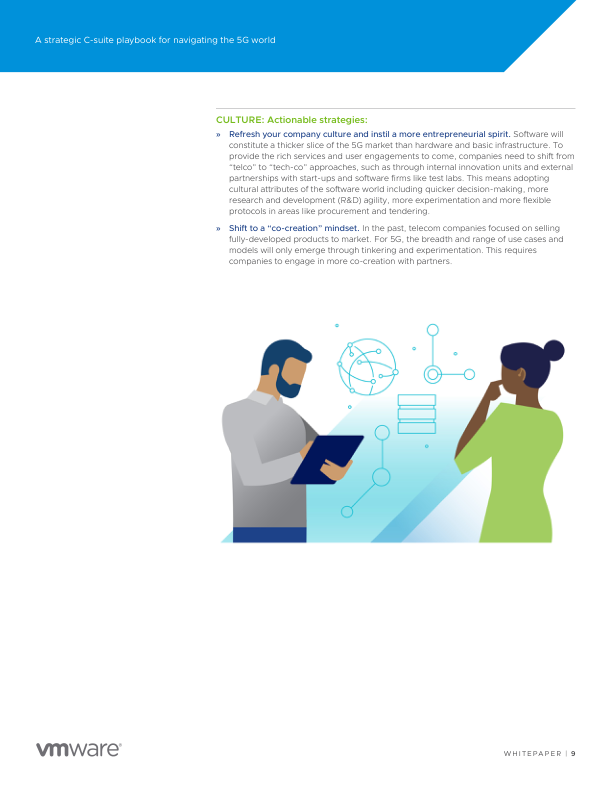 A strategic C-suite playbook for navigating the 5G world
CULTURE: Actionable strategies:
» Refresh your company culture and instil a more entrepreneurial spirit. Software will
constitute a thicker slice of the 5G market than hardware and basic infrastructure. To
provide the rich services and user engagements to come, companies need to shift from
“telco” to “tech-co” approaches, such as through internal innovation units and external
partnerships with start-ups and software firms like test labs. This means adopting
cultural attributes of the software world including quicker decision-making, more
research and development (R&D) agility, more experimentation and more flexible
protocols in areas like procurement and tendering.
» Shift to a “co-creation” mindset. In the past, telecom companies focused on selling
fully-developed products to market. For 5G, the breadth and range of use cases and
models will only emerge through tinkering and experimentation. This requires
companies to engage in more co-creation with partners.
vmware®
WHITEPAPER | 9